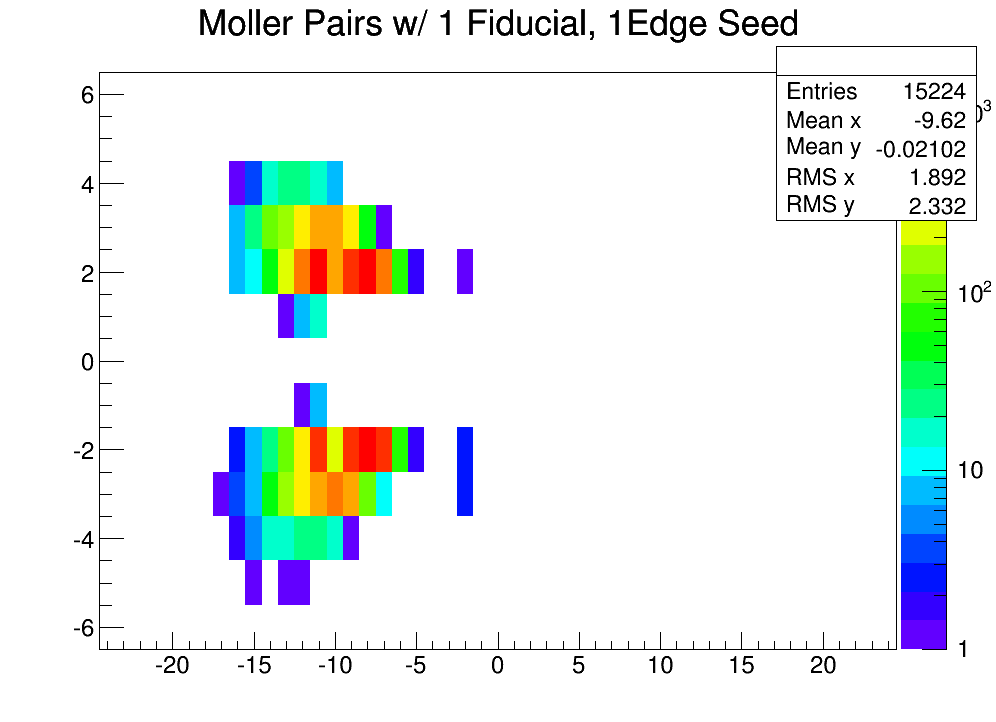 Moller Pairs w/ 1 Fiducial, 1Edge Seed
Entries 15224
Mean x -9.62
Mean y -0.02102
RMS x 1.892
RMS y 2.332
6
4
2
0
-2
-4
-6
-20 -15 -10 -5 0 5 10 15 20
10²
10
1